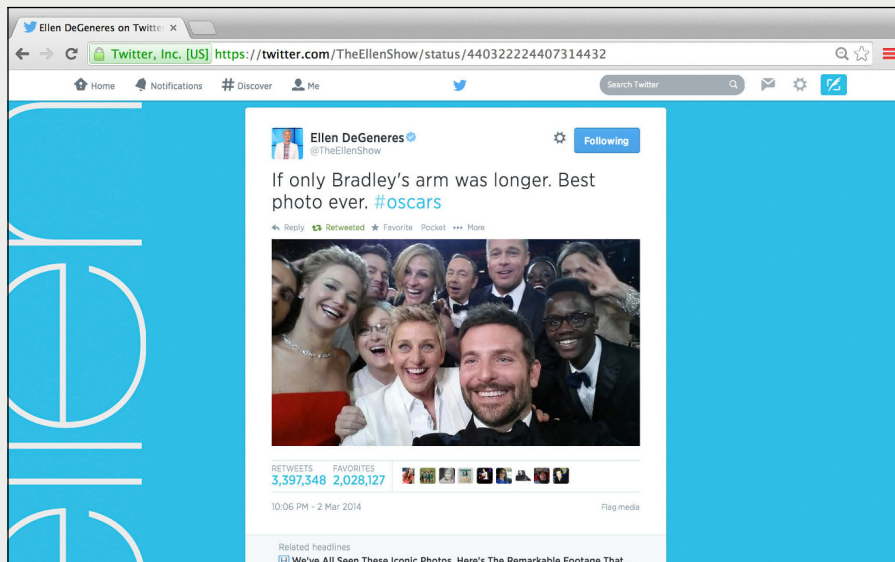 Ellen DeGeneres on Twitte
Twitter, Inc. [US] https://twitter.com/TheEllenShow/status/440322224407314432
Home Notifications # Discover Me Search Twitter
ellen
Ellen DeGeneres
@TheEllenShow
Following
If only Bradley's arm was longer. Best
photo ever. #oscars
Reply Retweeted Favorite Pocket ••• More
RETWEETS FAVORITES
3,397,348 2,028,127
10:06 PM - 2 Mar 2014 Flag media
Related headlines
H We've All Seen These Iconic Photos. Here's The Remarkable Footage That